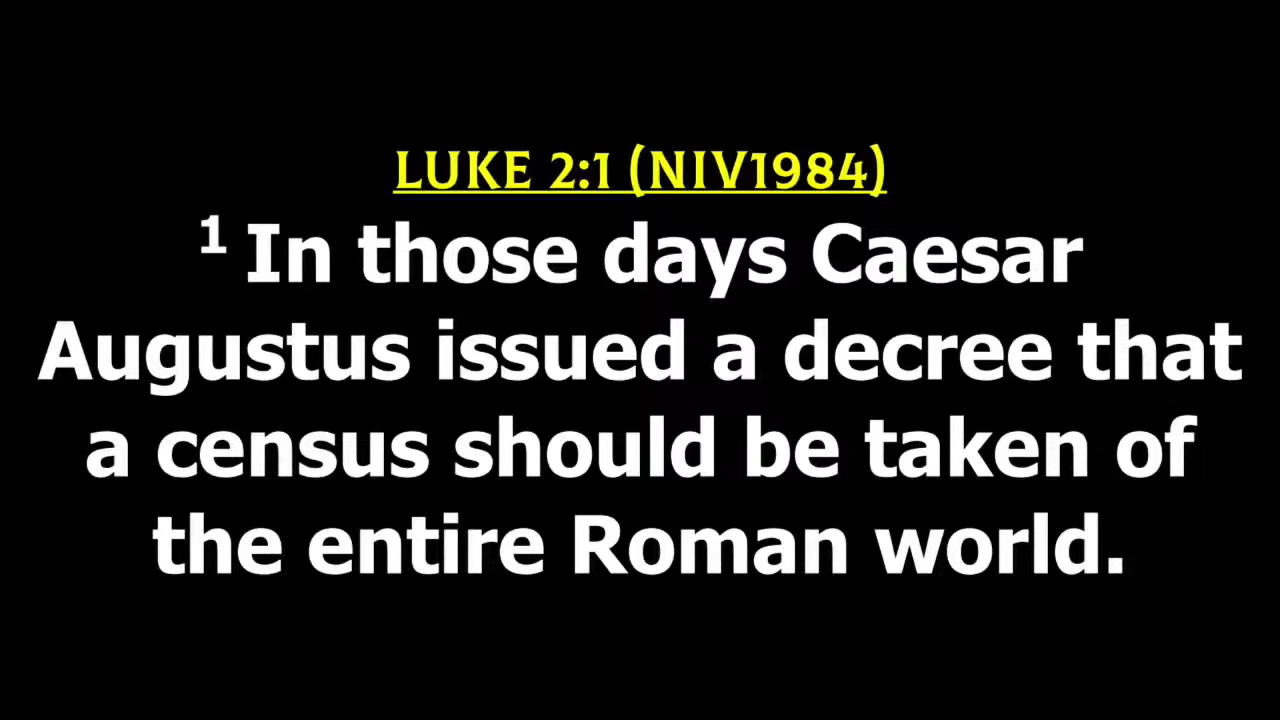 LUKE 2:1 (NIV1984)
1 In those days Caesar
Augustus issued a decree that
a census should be taken of
the entire Roman world.